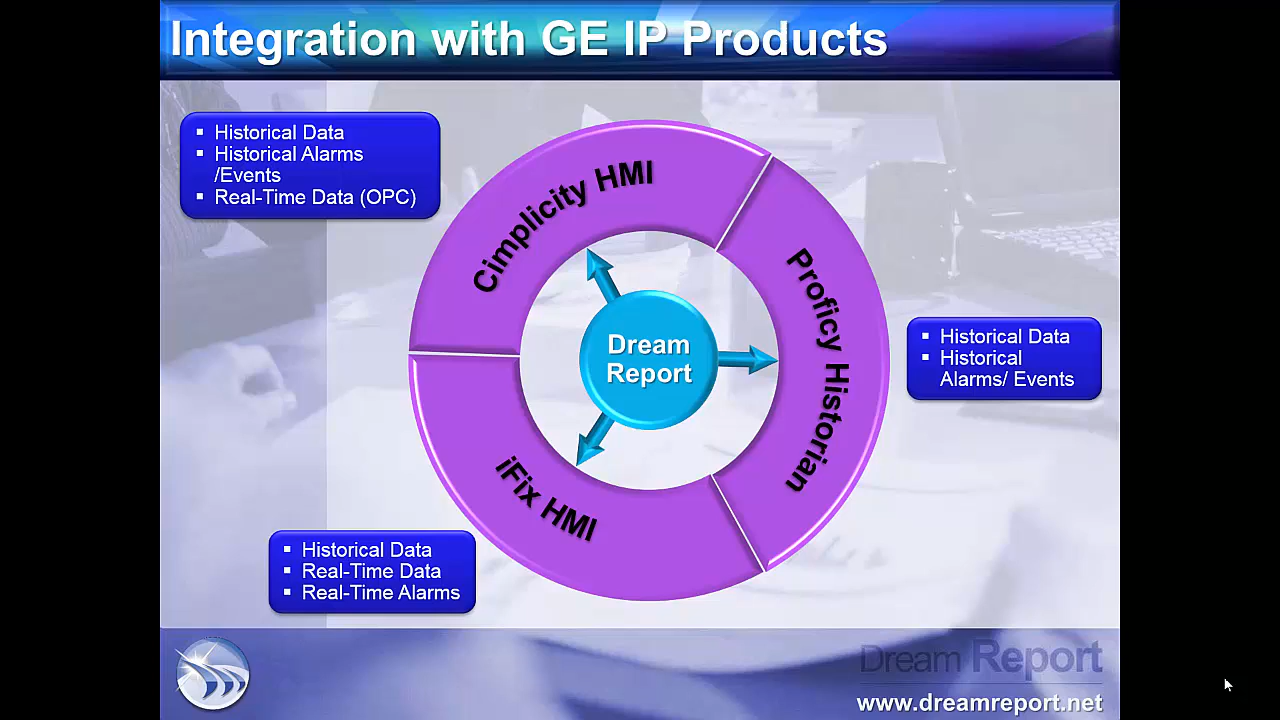 Integration with GE IP Products
▪ Historical Data
▪ Historical Alarms
/Events
▪ Real-Time Data (OPC)
Cimplicity HMI
Proficy Historian
Dream
Report
▪ Historical Data
▪ Historical
Alarms/ Events
iFix HMI
▪ Historical Data
▪ Real-Time Data
▪ Real-Time Alarms
Dream Report
www.dreamreport.net